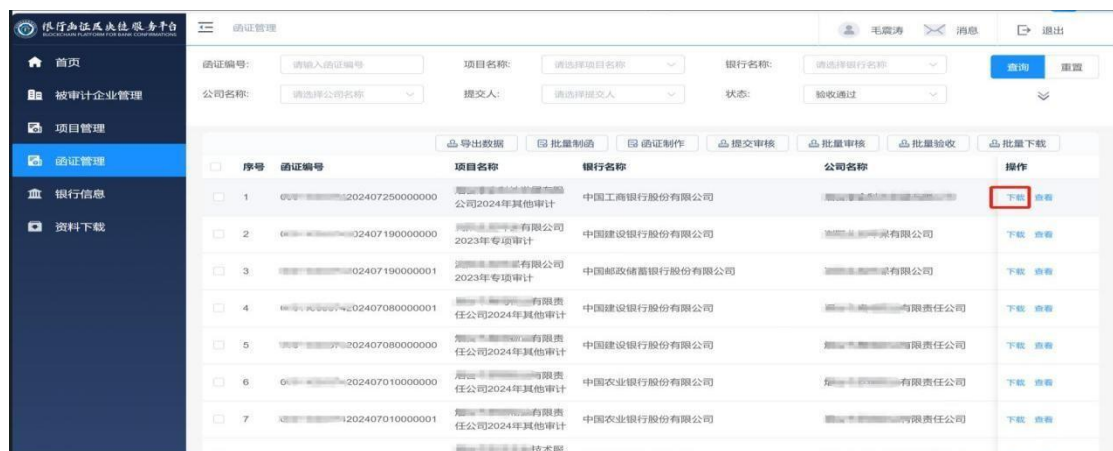 银行函证及决徒服务平台
BLOCKCHAIN PLATFORM FOR BANK CONFIRMATIONS
函证管理
毛震涛 消息 退出
首页
被审计企业管理
项目管理
函证管理
银行信息
资料下载
函证编号: 请输入函证编号 项目名称: 请选择项目名称 银行名称: 请选择银行名称 查询 重置
公司名称: 请选择公司名称 提交人: 请选择提交人 状态: 验收通过
导出数据 批量制函 函证制作 提交审核 批量审核 批量验收 批量下载
序号 函证编号 项目名称 银行名称 公司名称 操作
1 202407250000000 公司2024年其他审计 中国工商银行股份有限公司 下载 查看
2 02407190000000 有限公司 2023年专项审计 中国建设银行股份有限公司 有限公司 下载 查看
3 02407190000001 有限公司 2023年专项审计 中国邮政储蓄银行股份有限公司 有限公司 下载 查看
4 202407080000001 有限责任公司2024年其他审计 中国建设银行股份有限公司 有限责任公司 下载 查看
5 202407080000000 有限责任公司2024年其他审计 中国建设银行股份有限公司 有限责任公司 下载 查看
6 202407010000000 有限责任公司2024年其他审计 中国农业银行股份有限公司 有限责任公司 下载 查看
7 202407010000001 有限责任公司2024年其他审计 中国农业银行股份有限公司 有限责任公司 下载 查看